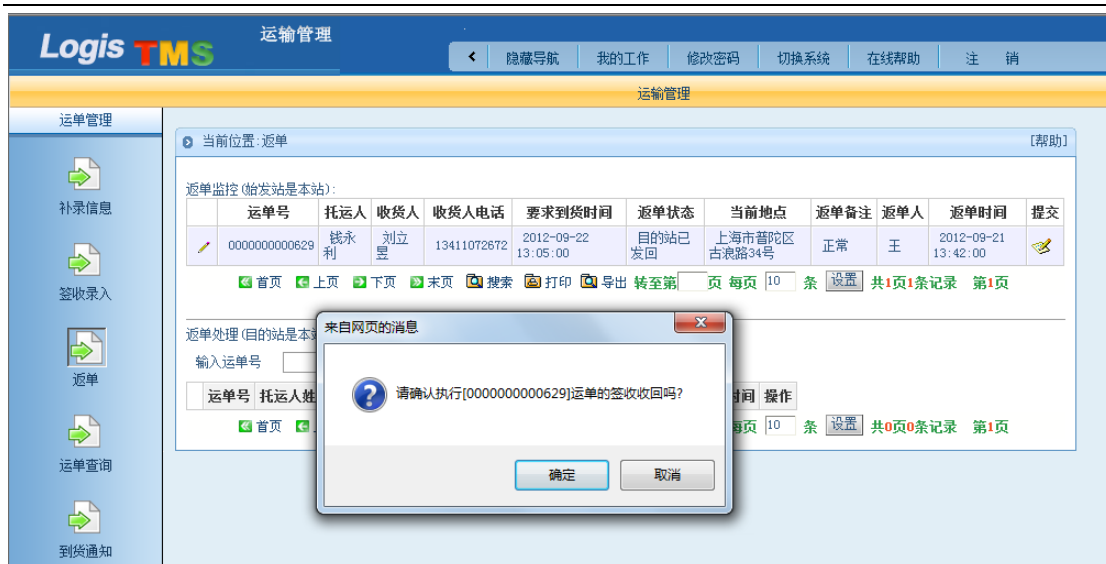 Logis TMS
运输管理
隐藏导航 我的工作 修改密码 切换系统 在线帮助 注 销
运输管理
运单管理
补录信息
签收录入
返单
运单查询
到货通知
当前位置:返单 [帮助]
返单监控(始发站是本站):
运单号 托运人 收货人 收货人电话 要求到货时间 返单状态 当前地点 返单备注 返单人 返单时间 提交
0000000000629 钱永利 刘立昱 13411072672 2012-09-22 13:05:00 目的站已发回 上海市普陀区古浪路34号 正常 王 2012-09-21 13:42:00
首页 上页 下页 末页 搜索 打印 导出 转至第 页 每页 10 条 设置 共1页1条记录 第1页
返单处理(目的站是本
输入运单号
运单号 托运人姓 时间 操作
首页 每页 10 条 设置 共0页0条记录 第1页
来自网页的消息
请确认执行[0000000000629]运单的签收收回吗?
确定 取消